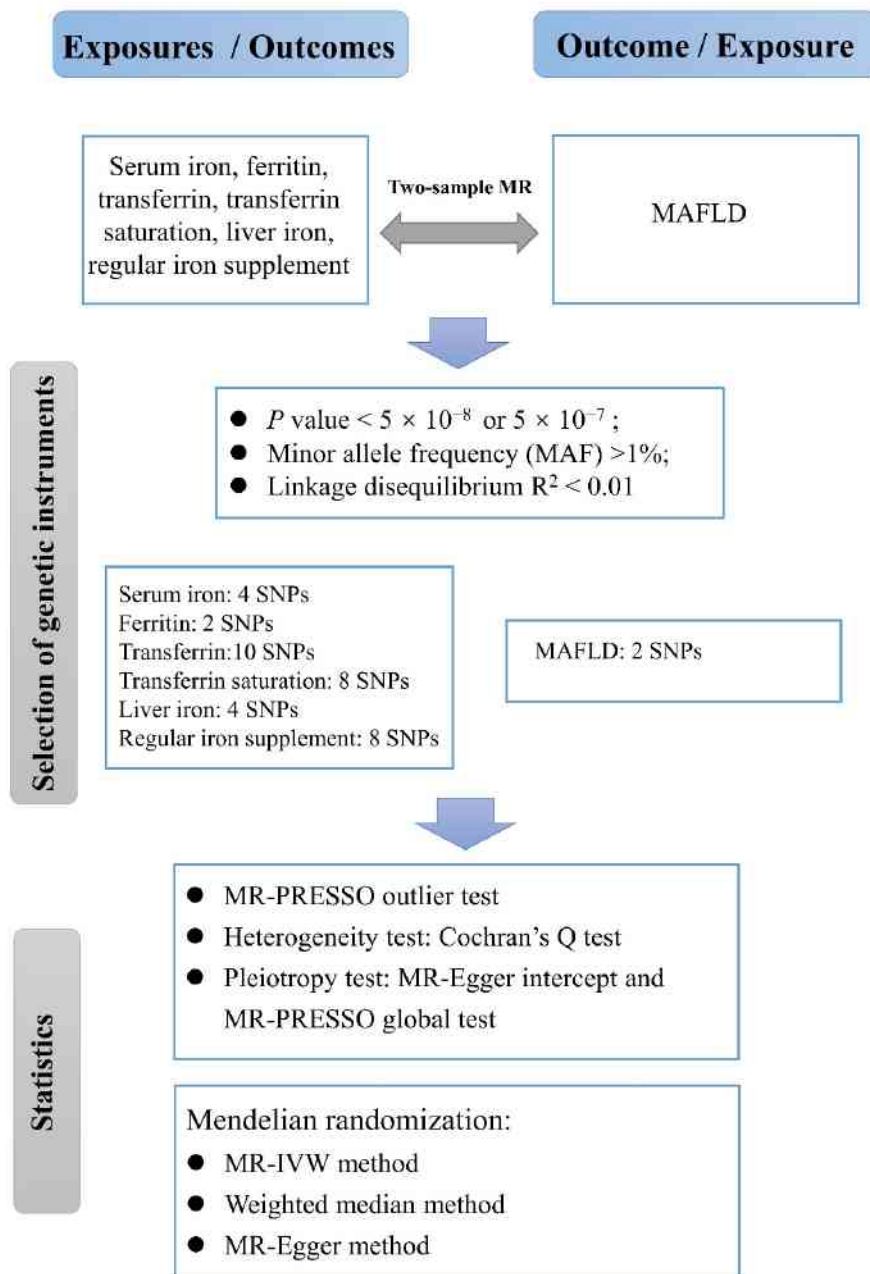 Exposures / Outcomes
Outcome / Exposure
Serum iron, ferritin,
transferrin, transferrin
saturation, liver iron,
regular iron supplement
Two-sample MR
MAFLD
Selection of genetic instruments
● P value < 5 × 10⁻⁸ or 5 × 10⁻⁷ ;
● Minor allele frequency (MAF) >1%;
● Linkage disequilibrium R² < 0.01
Serum iron: 4 SNPs
Ferritin: 2 SNPs
Transferrin:10 SNPs
Transferrin saturation: 8 SNPs
Liver iron: 4 SNPs
Regular iron supplement: 8 SNPs
MAFLD: 2 SNPs
Statistics
● MR-PRESSO outlier test
● Heterogeneity test: Cochran's Q test
● Pleiotropy test: MR-Egger intercept and
MR-PRESSO global test
Mendelian randomization:
● MR-IVW method
● Weighted median method
● MR-Egger method